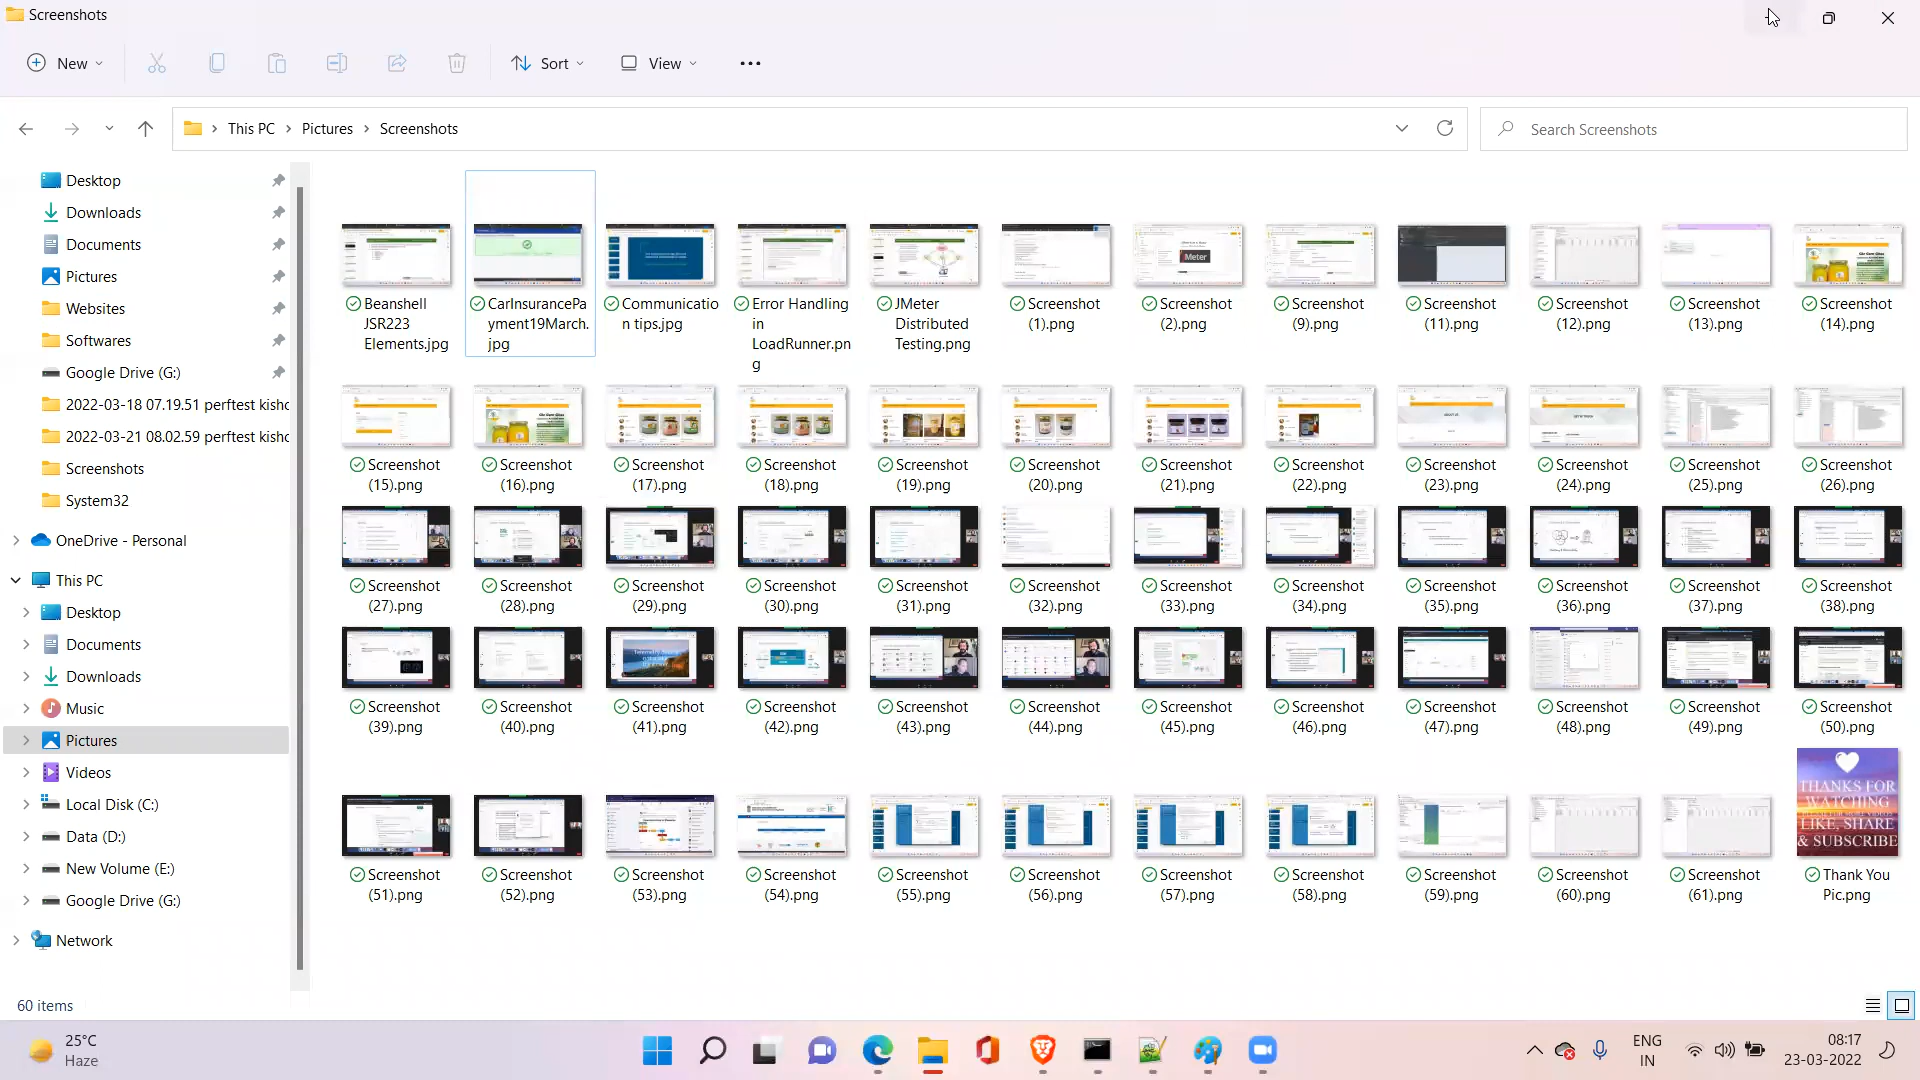 Screenshots
New
Sort
View
This PC
Pictures
Screenshots
Search Screenshots
Desktop
Downloads
Documents
Pictures
Websites
Softwares
Google Drive (G:)
2022-03-18 07.19.51 perftest kisho
2022-03-21 08.02.59 perftest kisho
Screenshots
System32
OneDrive - Personal
This PC
Desktop
Documents
Downloads
Music
Pictures
Videos
Local Disk (C:)
Data (D:)
New Volume (E:)
Google Drive (G:)
Network
Beanshell
JSR223
Elements.jpg
CarInsurancePa
yment19March.
jpg
Communicatio
n tips.jpg
Error Handling
in
LoadRunner.pn
g
JMeter
Distributed
Testing.png
Screenshot
(1).png
Meter
Screenshot
(2).png
Screenshot
(9).png
Screenshot
(11).png
Screenshot
(12).png
Screenshot
(13).png
Screenshot
(14).png
Screenshot
(15).png
Screenshot
(16).png
Screenshot
(17).png
Screenshot
(18).png
Screenshot
(19).png
Screenshot
(20).png
Screenshot
(21).png
Screenshot
(22).png
Screenshot
(23).png
Screenshot
(24).png
Screenshot
(25).png
Screenshot
(26).png
Screenshot
(27).png
Screenshot
(28).png
Screenshot
(29).png
Screenshot
(30).png
Screenshot
(31).png
Screenshot
(32).png
Screenshot
(33).png
Screenshot
(34).png
Screenshot
(35).png
Screenshot
(36).png
Screenshot
(37).png
Screenshot
(38).png
Screenshot
(39).png
Screenshot
(40).png
Screenshot
(41).png
Screenshot
(42).png
Screenshot
(43).png
Screenshot
(44).png
Screenshot
(45).png
Screenshot
(46).png
Screenshot
(47).png
Screenshot
(48).png
Screenshot
(49).png
Screenshot
(50).png
Screenshot
(51).png
Screenshot
(52).png
Screenshot
(53).png
Screenshot
(54).png
Screenshot
(55).png
Screenshot
(56).png
Screenshot
(57).png
Screenshot
(58).png
Screenshot
(59).png
Screenshot
(60).png
Screenshot
(61).png
THANKS FOR
WATCHING
LIKE, SHARE
& SUBSCRIBE
Thank You
Pic.png
60 items
25°C
Haze
ENG
IN
08:17
23-03-2022